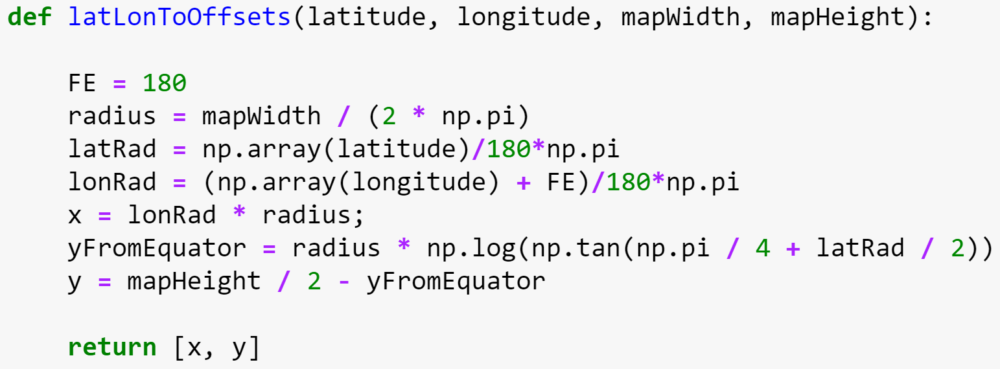 def latLonToOffsets(latitude, longitude, mapWidth, mapHeight):
FE = 180
radius = mapWidth / (2 * np.pi)
latRad = np.array(latitude)/180*np.pi
lonRad = (np.array(longitude) + FE)/180*np.pi
x = lonRad * radius;
yFromEquator = radius * np.log(np.tan(np.pi / 4 + latRad / 2))
y = mapHeight / 2 - yFromEquator
return [x, y]